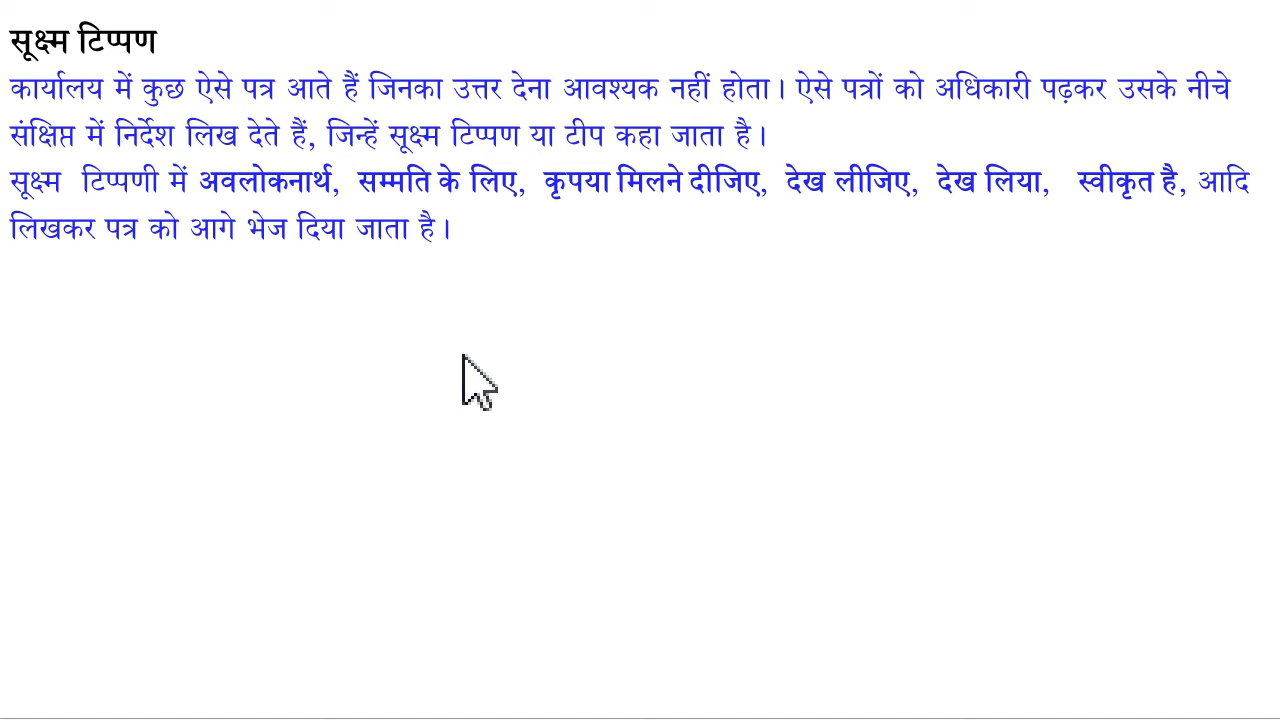 सूक्ष्म टिप्पण
कार्यालय में कुछ ऐसे पत्र आते हैं जिनका उत्तर देना आवश्यक नहीं होता। ऐसे पत्रों को अधिकारी पढ़कर उसके नीचे
संक्षिप्त में निर्देश लिख देते हैं, जिन्हें सूक्ष्म टिप्पण या टीप कहा जाता है।
सूक्ष्म टिप्पणी में अवलोकनार्थ, सम्मति के लिए, कृपया मिलने दीजिए, देख लीजिए, देख लिया, स्वीकृत है, आदि
लिखकर पत्र को आगे भेज दिया जाता है।